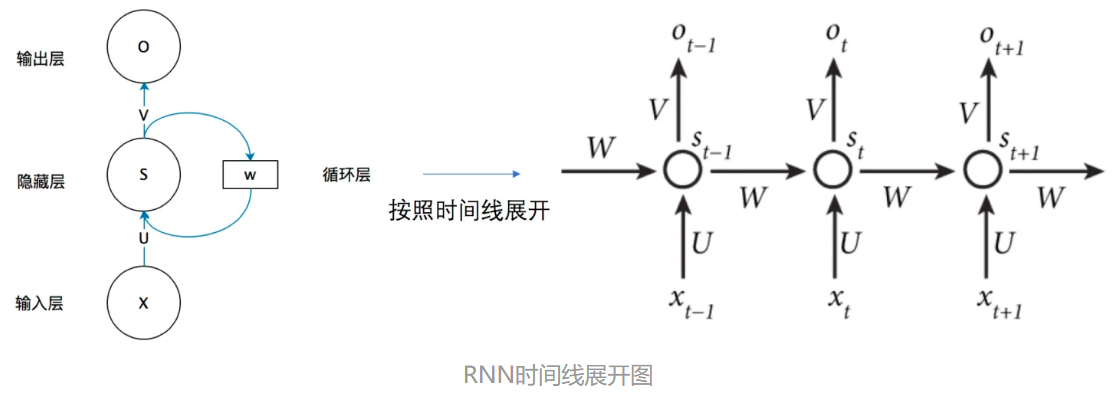 输出层
O
V
隐藏层
S
w
循环层
U
输入层
X
按照时间线展开
o_{t-1}
o_t
o_{t+1}
V
V
V
W
s_{t-1}
s_t
s_{t+1}
W
W
W
U
U
U
x_{t-1}
x_t
x_{t+1}
RNN时间线展开图